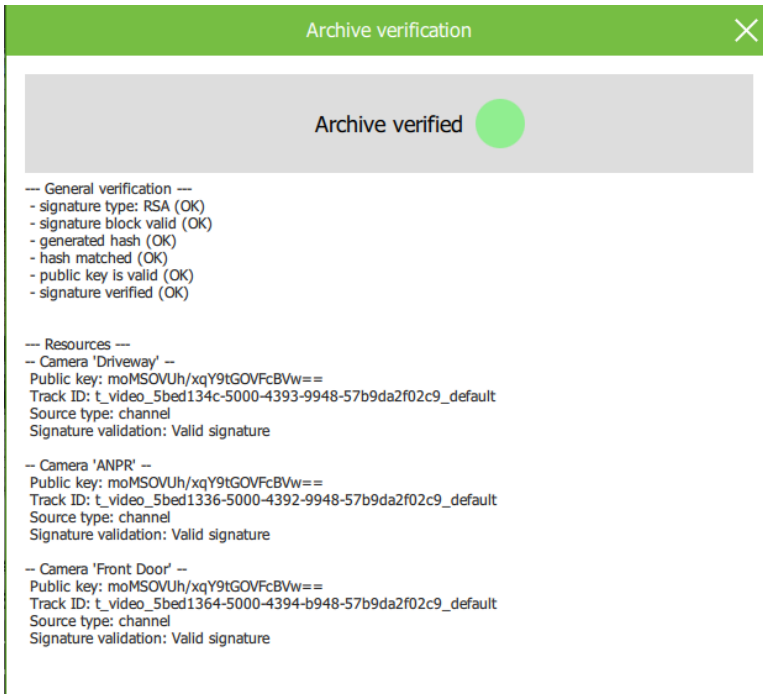 Archive verification
Archive verified
--- General verification ---
- signature type: RSA (OK)
- signature block valid (OK)
- generated hash (OK)
- hash matched (OK)
- public key is valid (OK)
- signature verified (OK)
--- Resources ---
-- Camera 'Driveway' --
Public key: moMSOVUh/xqY9tGOVFcBVw==
Track ID: t_video_5bed134c-5000-4393-9948-57b9da2f02c9_default
Source type: channel
Signature validation: Valid signature
-- Camera 'ANPR' --
Public key: moMSOVUh/xqY9tGOVFcBVw==
Track ID: t_video_5bed1336-5000-4392-9948-57b9da2f02c9_default
Source type: channel
Signature validation: Valid signature
-- Camera 'Front Door' --
Public key: moMSOVUh/xqY9tGOVFcBVw==
Track ID: t_video_5bed1364-5000-4394-b948-57b9da2f02c9_default
Source type: channel
Signature validation: Valid signature